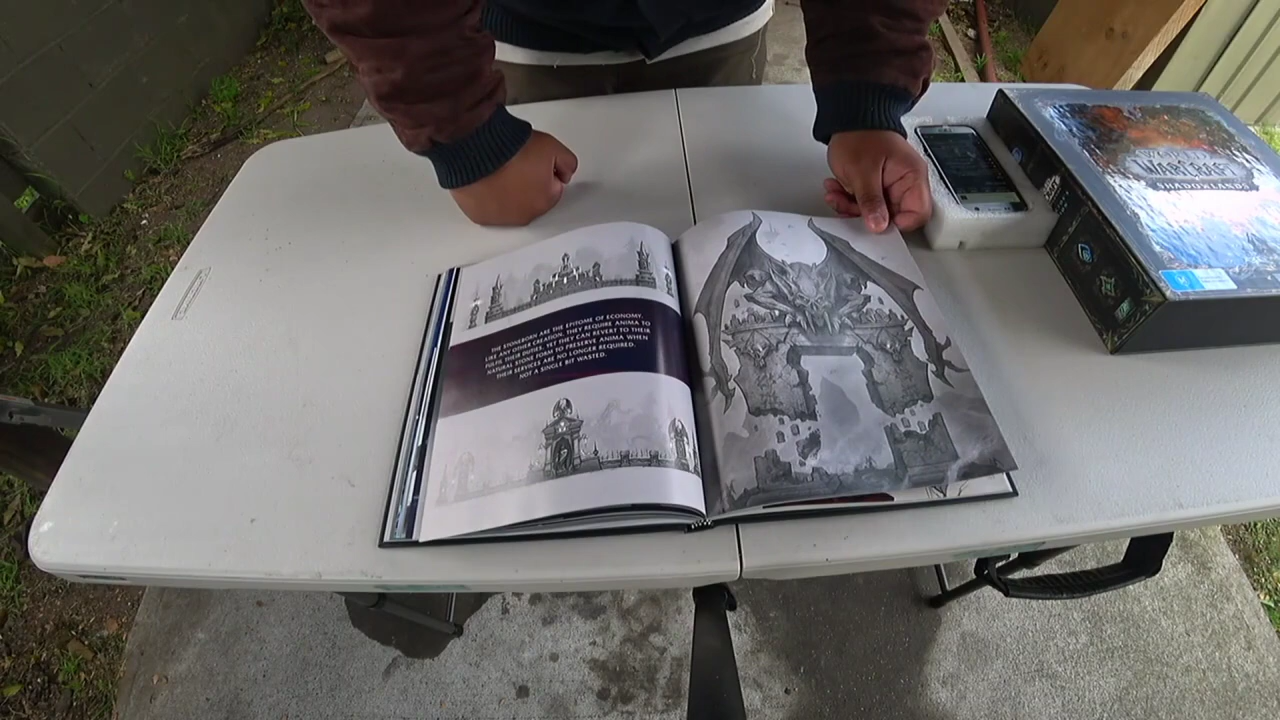 THE STONEBORN ARE THE EPITOME OF ECONOMY.
LIKE ANY OTHER CREATION, THEY REQUIRE ANIMA TO
FULFILL THEIR DUTIES, YET THEY CAN REVERT TO THEIR
NATURAL STONE FORM TO PRESERVE ANIMA WHEN
THEIR SERVICES ARE NO LONGER REQUIRED.
NOT A SINGLE BIT WASTED.
WORLD
WARCRAFT
SHADOWLANDS